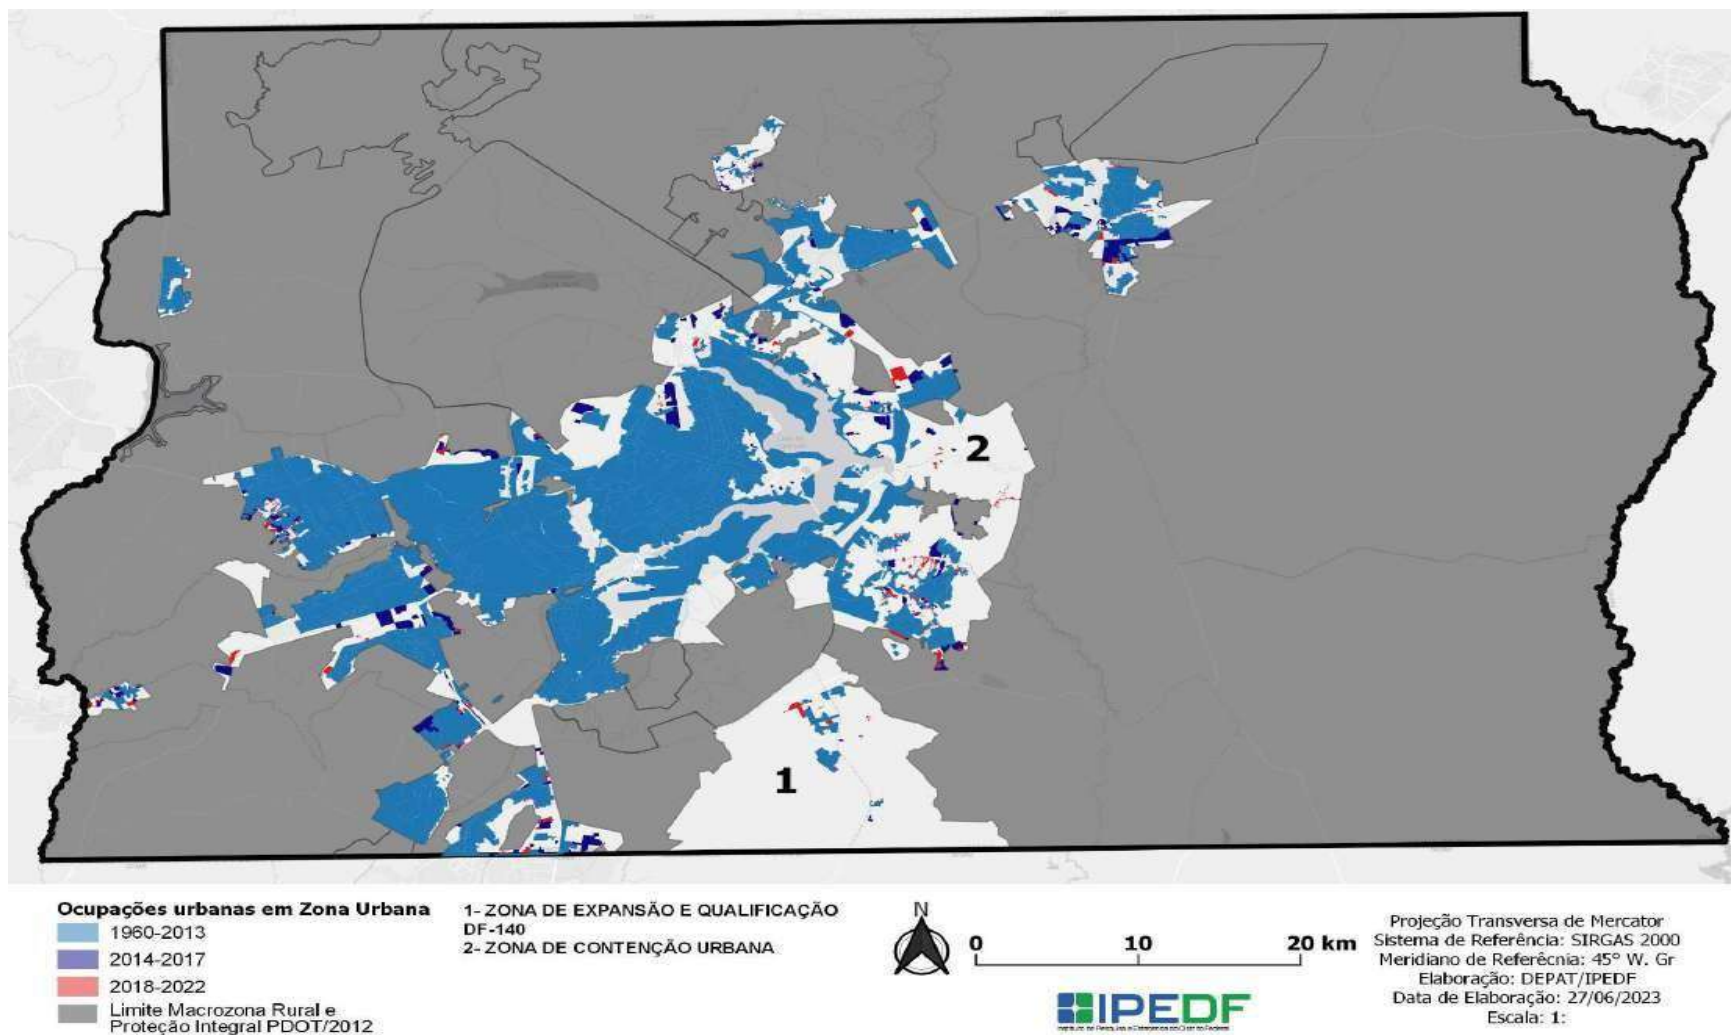 2
1
Ocupações urbanas em Zona Urbana
1960-2013
2014-2017
2018-2022
Limite Macrozona Rural e
Proteção Integral PDOT/2012
1- ZONA DE EXPANSÃO E QUALIFICAÇÃO
DF-140
2- ZONA DE CONTENÇÃO URBANA
N
0 10 20 km
IPEDF
Projeção Transversa de Mercator
Sistema de Referência: SIRGAS 2000
Meridiano de Referêcnia: 45° W. Gr
Elaboração: DEPAT/IPEDF
Data de Elaboração: 27/06/2023
Escala: 1: